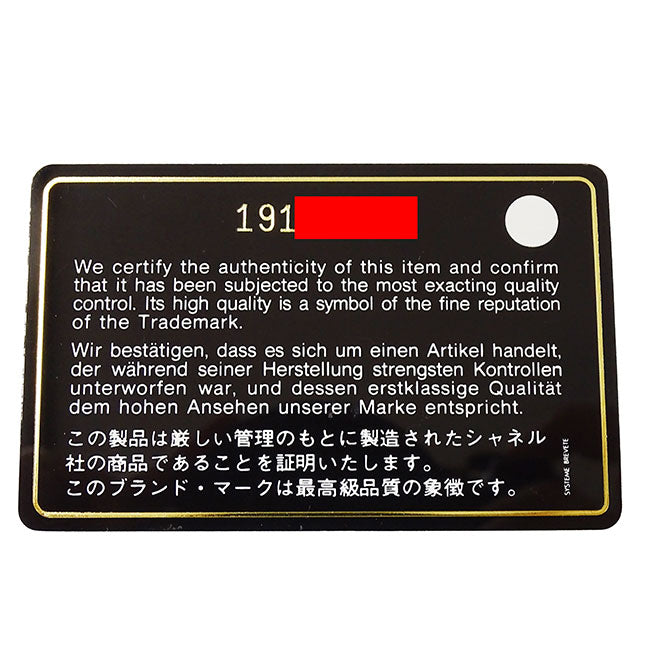 191
We certify the authenticity of this item and confirm
that it has been subjected to the most exacting quality
control. Its high quality is a symbol of the fine reputation
of the Trademark.
Wir bestätigen, dass es sich um einen Artikel handelt,
der während seiner Herstellung strengsten Kontrollen
unterworfen war, und dessen erstklassige Qualität
dem hohen Ansehen unserer Marke entspricht.
この製品は厳しい管理のもとに製造されたシャネル
社の商品であることを証明いたします。
このブランド・マークは最高級品質の象徴です。
SYSTEME BREVETE